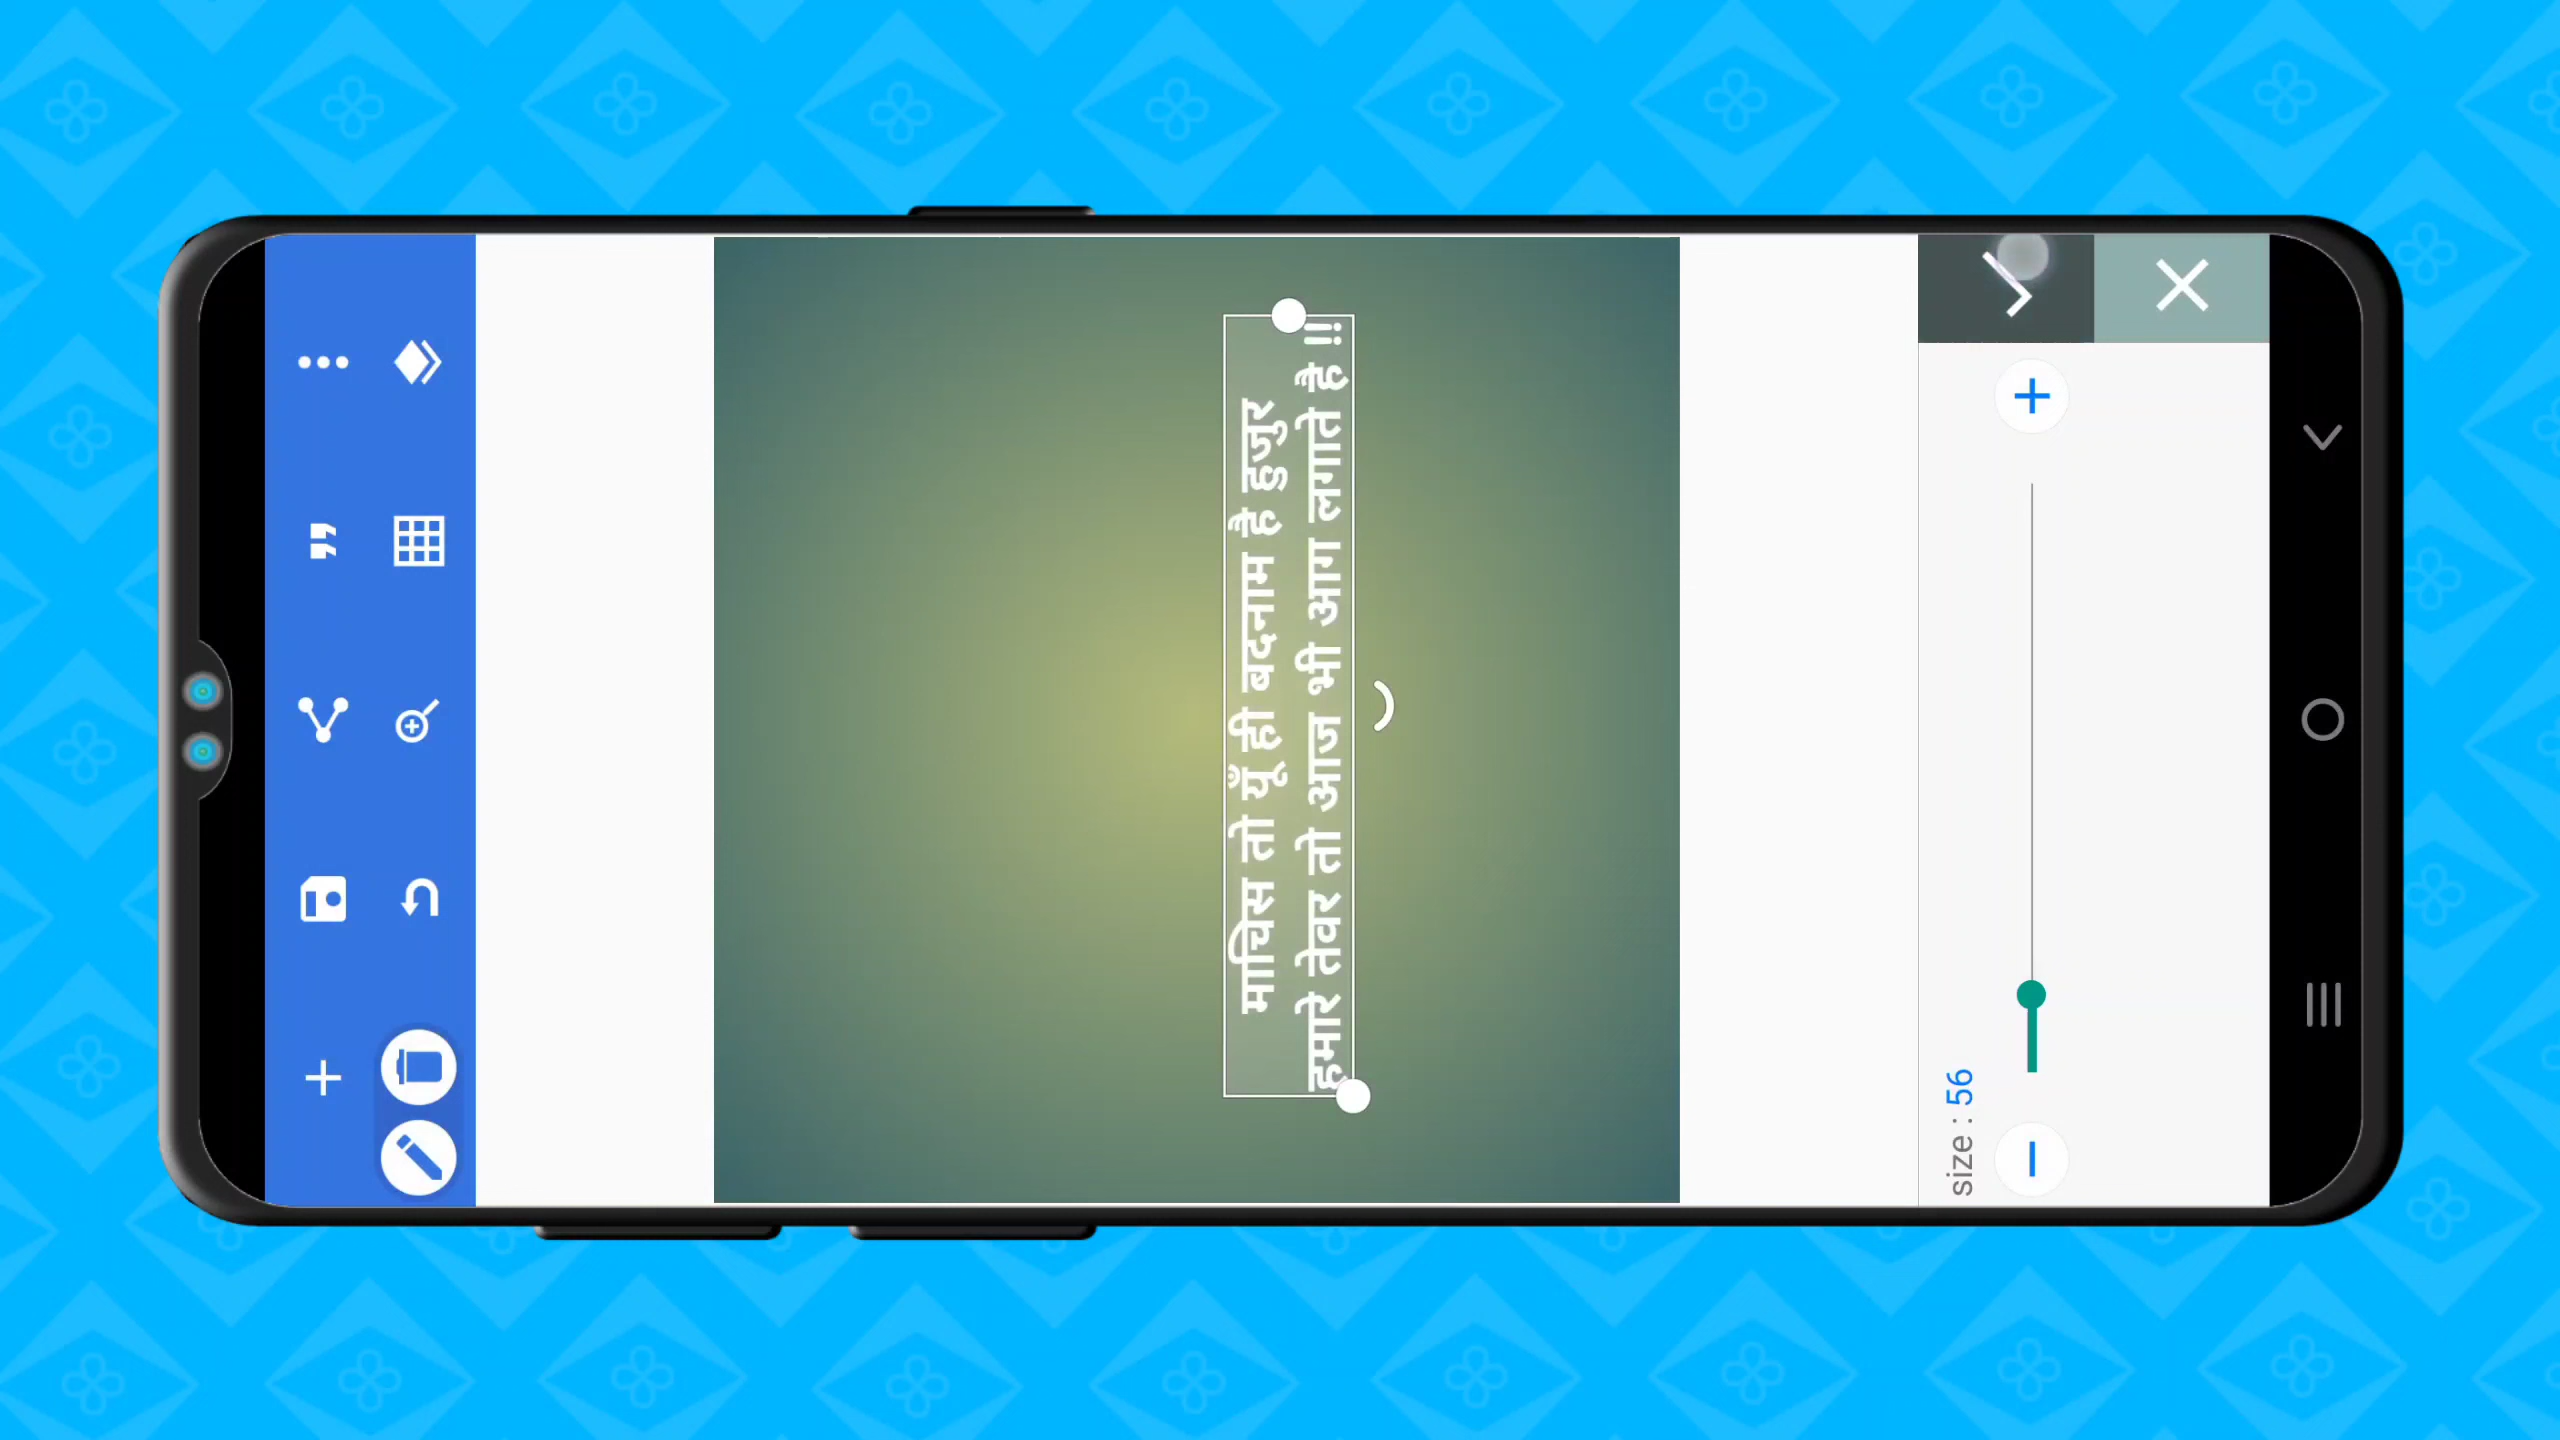 माचिस तो यूँ ही बदनाम है हुजुर
हमारे तेवर तो आज भी आग लगाते है !!
size : 56